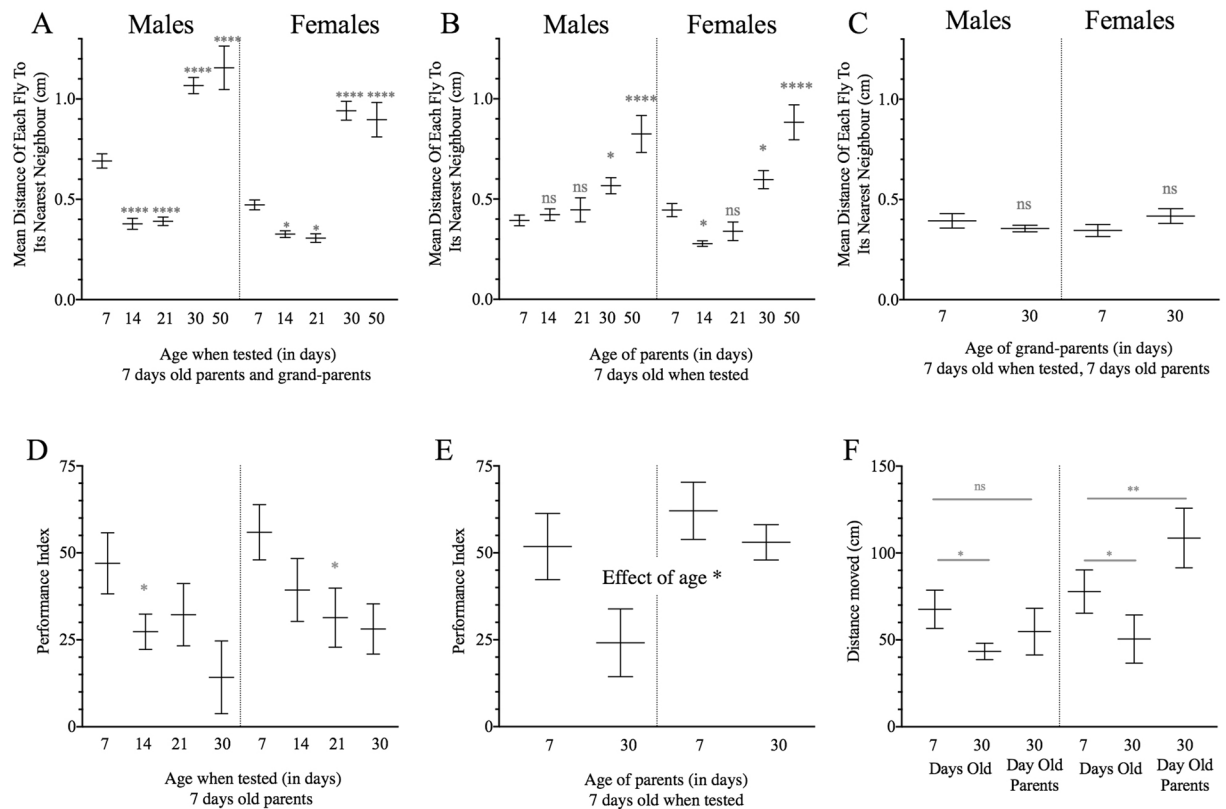 A
Males
Females
Mean Distance Of Each Fly To
Its Nearest Neighbour (cm)
1.0
0.5
0.0
****
****
****
****
*
*
****
****
7 14 21 30 50 7 14 21 30 50
Age when tested (in days)
7 days old parents and grand-parents
B
Males
Females
Mean Distance Of Each Fly To
Its Nearest Neighbour (cm)
1.0
0.5
0.0
ns
ns
*
****
*
ns
*
****
7 14 21 30 50 7 14 21 30 50
Age of parents (in days)
7 days old when tested
C
Males
Females
Mean Distance Of Each Fly To
Its Nearest Neighbour (cm)
1.0
0.5
0.0
ns
ns
7 30 7 30
Age of grand-parents (in days)
7 days old when tested, 7 days old parents
D
Performance Index
75
50
25
0
*
*
7 14 21 30 7 14 21 30
Age when tested (in days)
7 days old parents
E
Performance Index
75
50
25
0
Effect of age *
7 30 7 30
Age of parents (in days)
7 days old when tested
F
Distance moved (cm)
150
100
50
0
ns
*
**
*
7 30 30 7 30 30
Days Old
Day Old
Parents
Days Old
Day Old
Parents